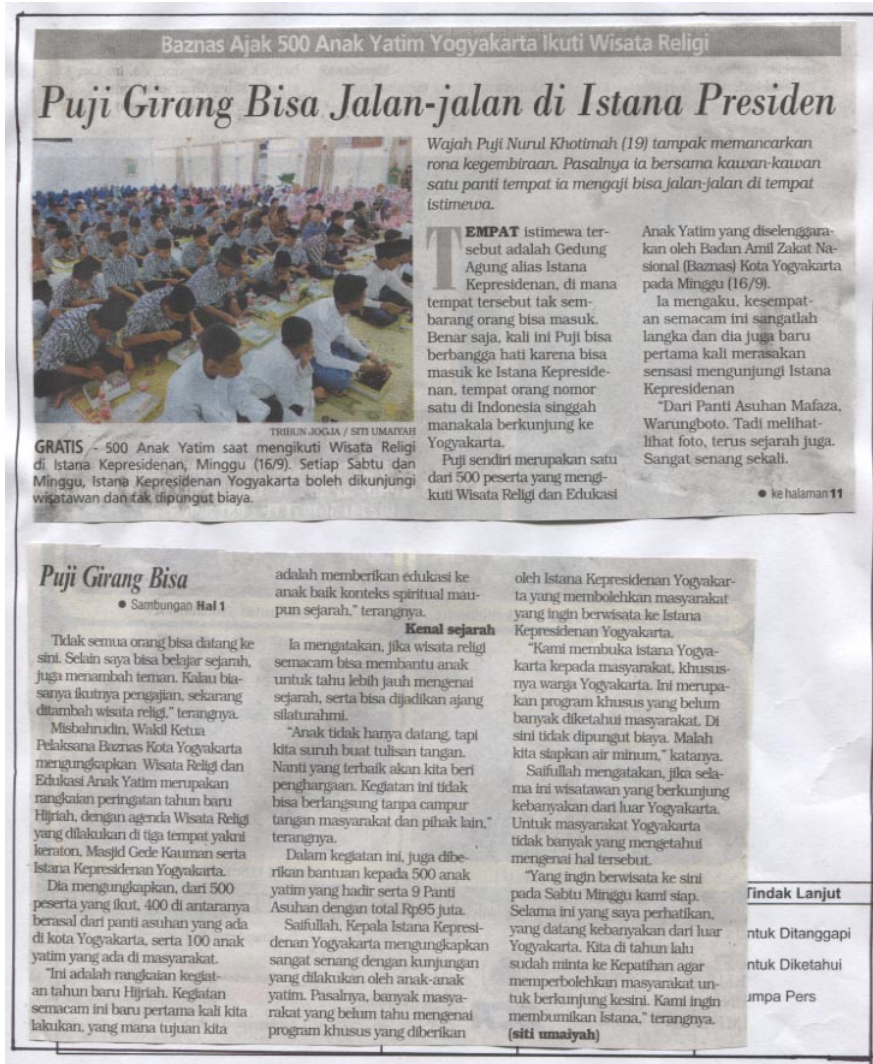 Baznas Ajak 500 Anak Yatim Yogyakarta Ikuti Wisata Religi
Puji Girang Bisa Jalan-jalan di Istana Presiden
Wajah Puji Nurul Khotimah (19) tampak memancarkan
rona kegembiraan. Pasalnya ia bersama kawan-kawan
satu panti tempat ia mengaji bisa jalan-jalan di tempat
istimewa.
TRIBUN JOGJA / SITI UMAIYAH
GRATIS - 500 Anak Yatim saat mengikuti Wisata Religi
di Istana Kepresidenan, Minggu (16/9). Setiap Sabtu dan
Minggu, Istana Kepresidenan Yogyakarta boleh dikunjungi
wisatawan dan tak dipungut biaya.
TEMPAT istimewa ter-
sebut adalah Gedung
Agung alias Istana
Kepresidenan, di mana
tempat tersebut tak sem-
barang orang bisa masuk.
Benar saja, kali ini Puji bisa
berbangga hati karena bisa
masuk ke Istana Kepreside-
nan, tempat orang nomor
satu di Indonesia singgah
manakala berkunjung ke
Yogyakarta.
Puji sendiri merupakan satu
dari 500 peserta yang mengi-
kuti Wisata Religi dan Edukasi
Anak Yatim yang diselenggara-
kan oleh Badan Amil Zakat Na-
sional (Baznas) Kota Yogyakarta
pada Minggu (16/9).
Ia mengaku, kesempat-
an semacam ini sangatlah
langka dan dia juga baru
pertama kali merasakan
sensasi mengunjungi Istana
Kepresidenan
"Dari Panti Asuhan Mafaza,
Warungboto. Tadi melihat-
lihat foto, terus sejarah juga.
Sangat senang sekali.
● ke halaman 11
Puji Girang Bisa
● Sambungan Hal 1
Tidak semua orang bisa datang ke
sini. Selain saya bisa belajar sejarah,
juga menambah teman. Kalau bia-
sanya ikutnya pengajian, sekarang
ditambah wisata religi," terangnya.
Misbahrudin, Wakil Ketua
Pelaksana Baznas Kota Yogyakarta
mengungkapkan Wisata Religi dan
Edukasi Anak Yatim merupakan
rangkaian peringatan tahun baru
Hijriah, dengan agenda Wisata Religi
yang dilakukan di tiga tempat yakni
keraton, Masjid Gede Kauman serta
Istana Kepresidenan Yogyakarta.
Dia mengungkapkan, dari 500
peserta yang ikut, 400 di antaranya
berasal dari panti asuhan yang ada
di kota Yogyakarta, serta 100 anak
yatim yang ada di masyarakat.
"Ini adalah rangkaian kegiat-
an tahun baru Hijriah. Kegiatan
semacam ini baru pertama kali kita
lakukan, yang mana tujuan kita
adalah memberikan edukasi ke
anak baik konteks spiritual mau-
pun sejarah," terangnya.
Kenal sejarah
Ia mengatakan, jika wisata religi
semacam bisa membantu anak
untuk tahu lebih jauh mengenai
sejarah, serta bisa dijadikan ajang
silaturahmi.
"Anak tidak hanya datang, tapi
kita suruh buat tulisan tangan.
Nanti yang terbaik akan kita beri
penghargaan. Kegiatan ini tidak
bisa berlangsung tanpa campur
tangan masyarakat dan pihak lain,"
terangnya.
Dalam kegiatan ini, juga dibe-
rikan bantuan kepada 500 anak
yatim yang hadir serta 9 Panti
Asuhan dengan total Rp95 juta.
Saifullah, Kepala Istana Kepresi-
denan Yogyakarta mengungkapkan
sangat senang dengan kunjungan
yang dilakukan oleh anak-anak
yatim. Pasalnya, banyak masya-
rakat yang belum tahu mengenai
program khusus yang diberikan
oleh Istana Kepresidenan Yogyakar-
ta yang membolehkan masyarakat
yang ingin berwisata ke Istana
Kepresidenan Yogyakarta.
"Kami membuka istana Yogya-
karta kepada masyarakat, khusus-
nya warga Yogyakarta. Ini merupa-
kan program khusus yang belum
banyak diketahui masyarakat. Di
sini tidak dipungut biaya. Malah
kita siapkan air minum," katanya.
Saifullah mengatakan, jika sela-
ma ini wisatawan yang berkunjung
kebanyakan dari luar Yogyakarta.
Untuk masyarakat Yogyakarta
tidak banyak yang mengetahui
mengenai hal tersebut.
"Yang ingin berwisata ke sini
pada Sabtu Minggu kami siap.
Selama ini yang saya perhatikan,
yang datang kebanyakan dari luar
Yogyakarta. Kita di tahun lalu
sudah minta ke Kepatihan agar
memperbolehkan masyarakat un-
tuk berkunjung kesini. Kami ingin
membumikan Istana," terangnya.
(siti umaiyah)
Tindak Lanjut
ntuk Ditanggapi
ntuk Diketahui
umpa Pers